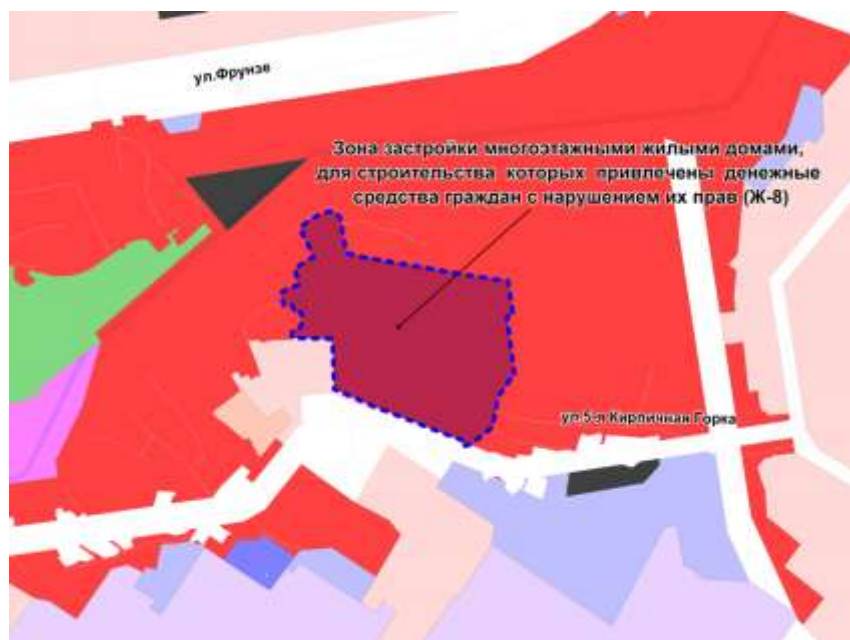 ул.Фрунзе
Зона застройки многоэтажными жилыми домами,
для строительства которых привлечены денежные
средства граждан с нарушением их прав (Ж-8)
ул 5-я Кирпичная Горка